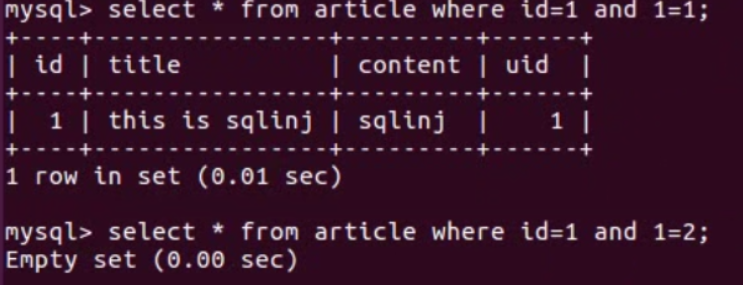 mysql> select * from article where id=1 and 1=1;
+----+----------------+---------+------+
| id | title          | content | uid  |
+----+----------------+---------+------+
|  1 | this is sqlinj | sqlinj  |    1 |
+----+----------------+---------+------+
1 row in set (0.01 sec)
mysql> select * from article where id=1 and 1=2;
Empty set (0.00 sec)